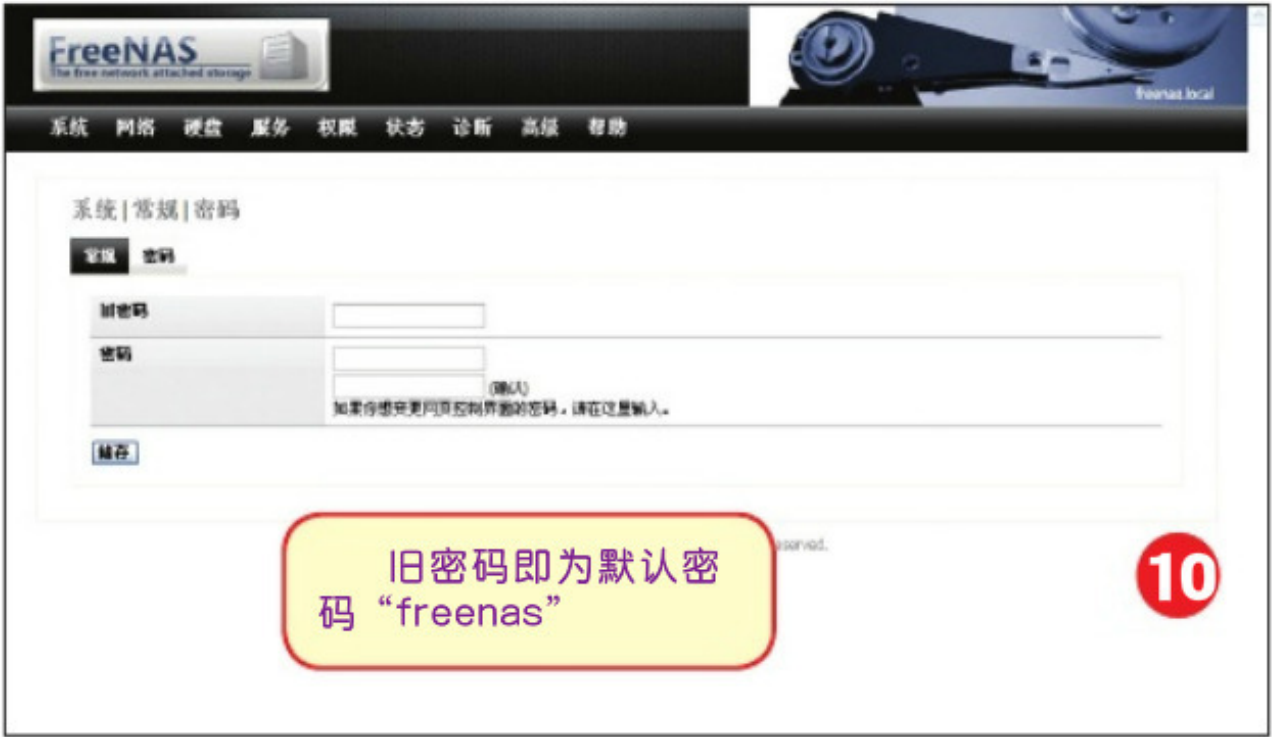 FreeNAS
The free network attached storage
freenas.local
系统 网络 硬盘 服务 权限 状态 诊断 高级 帮助
系统|常规|密码
常规 密码
旧密码
密码
(确认)
如果你想变更网页控制界面的密码，请在这里输入。
储存
eserved.
旧密码即为默认密
码“freenas”
10